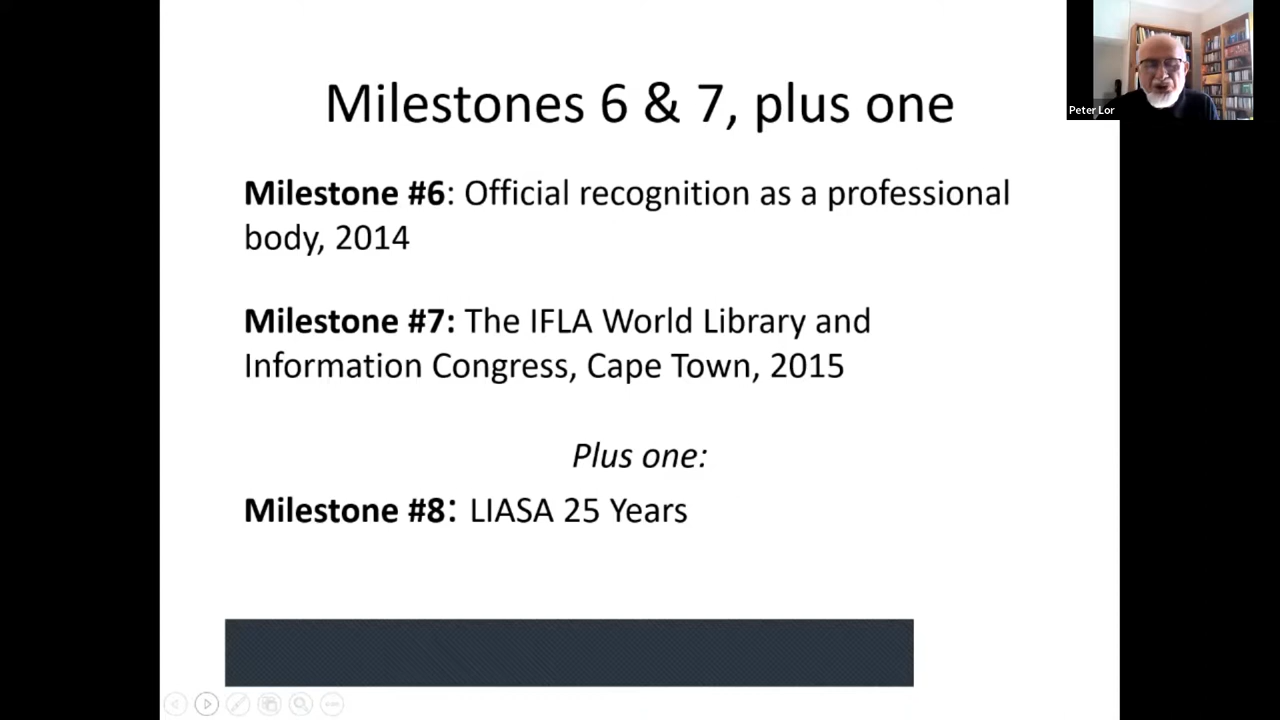 Milestones 6 & 7, plus one
Peter Lor
Milestone #6: Official recognition as a professional
body, 2014
Milestone #7: The IFLA World Library and
Information Congress, Cape Town, 2015
Plus one:
Milestone #8: LIASA 25 Years